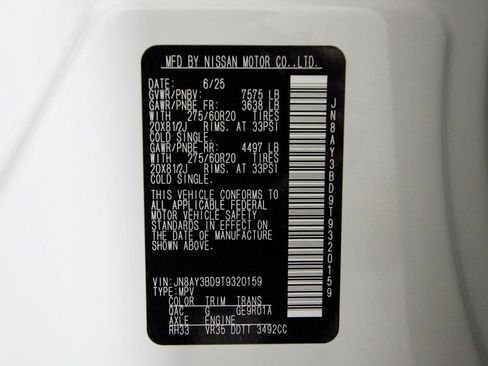 MFD BY NISSAN MOTOR CO.,LTD.
DATE: 6/25
GVWR/PNBV: 7575 LB
GAWR/PNBE FR: 3638 LB
WITH 275/60R20 TIRES
20X81/2J RIMS, AT 33PSI
COLD SINGLE.
GAWR/PNBE RR: 4497 LB
WITH 275/60R20 TIRES
20X81/2J RIMS, AT 33PSI
COLD SINGLE.
THIS VEHICLE CONFORMS TO
ALL APPLICABLE FEDERAL
MOTOR VEHICLE SAFETY
STANDARDS IN EFFECT ON
THE DATE OF MANUFACTURE
SHOWN ABOVE.
VIN:JN8AY3BD9T9320159
TYPE:MPV
COLOR TRIM TRANS
QAC G GE9R01A
AXLE ENGINE
RH33 VR35 DDTT 3492CC
JN8AY3BD9T9320159